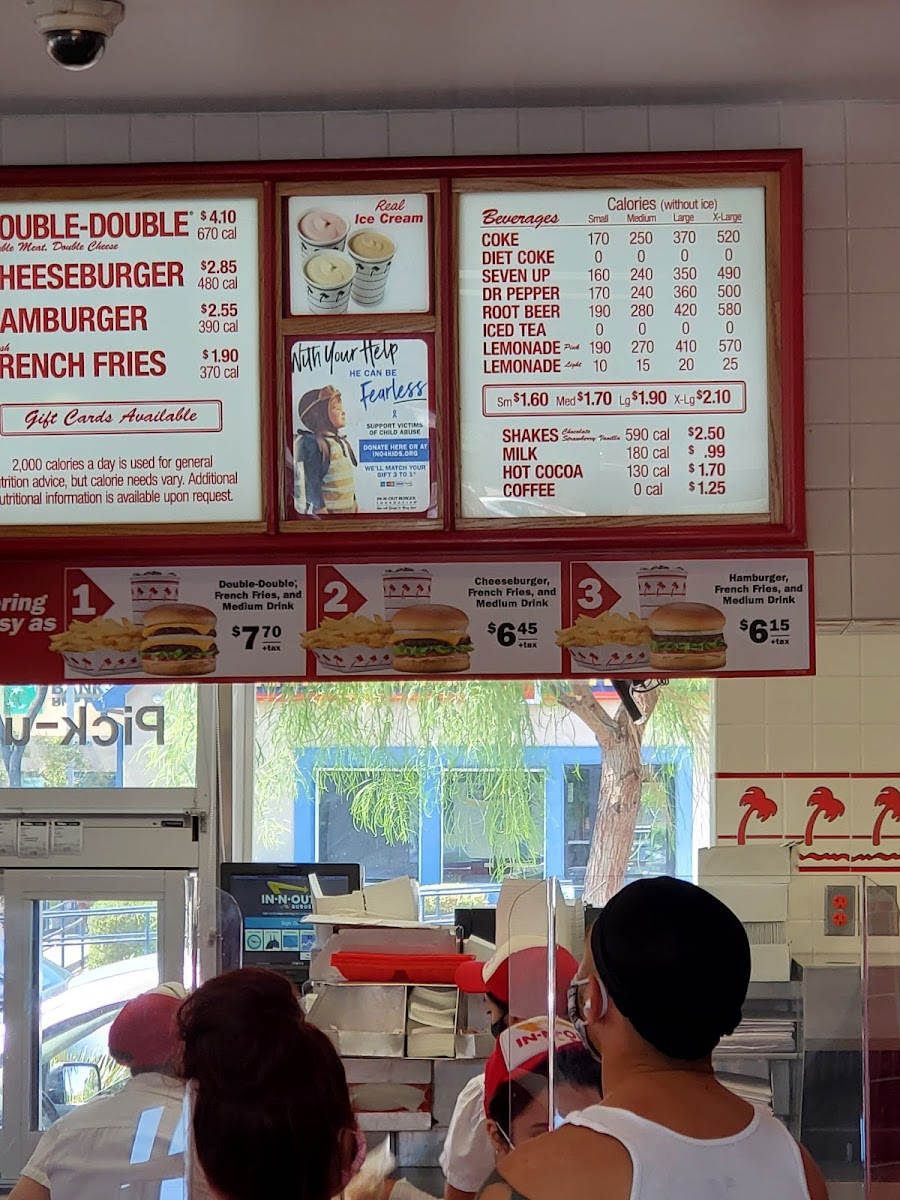 OUBLE-DOUBLE® $4.10
ble Meat. Double Cheese 670 cal
HEESEBURGER $2.85
480 cal
AMBURGER $2.55
390 cal
sh
RENCH FRIES $1.90
370 cal
Gift Cards Available
2,000 calories a day is used for general
trition advice, but calorie needs vary. Additional
utritional information is available upon request.
Real
Ice Cream
With Your Help
HE CAN BE
Fearless
SUPPORT VICTIMS
OF CHILD ABUSE
DONATE HERE OR AT
INO4KIDS.ORG
WE'LL MATCH YOUR
GIFT 3 TO 1*
IN-N-OUT BURGER
FOUNDATION
Calories (without ice)
Beverages Small Medium Large X-Large
COKE 170 250 370 520
DIET COKE 0 0 0 0
SEVEN UP 160 240 350 490
DR PEPPER 170 240 360 500
ROOT BEER 190 280 420 580
ICED TEA 0 0 0 0
LEMONADE Pink 190 270 410 570
LEMONADE Light 10 15 20 25
Sm $1.60 Med $1.70 Lg $1.90 X-Lg $2.10
SHAKES Chocolate Strawberry Vanilla 590 cal $2.50
MILK 180 cal $ .99
HOT COCOA 130 cal $1.70
COFFEE 0 cal $1.25
ring
sy as
1
Double-Double®,
French Fries, and
Medium Drink
$7.70
+tax
2
Cheeseburger,
French Fries, and
Medium Drink
$6.45
+tax
3
Hamburger,
French Fries, and
Medium Drink
$6.15
+tax
Pick-u
IN-N-OUT
BURGER
IN-N-O